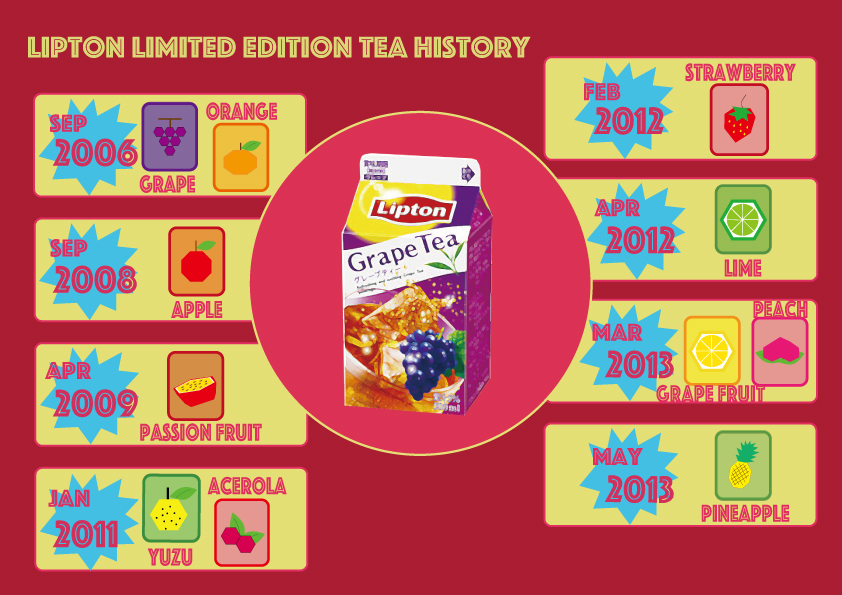 LIPTON LIMITED EDITION TEA HISTORY
SEP
2006
GRAPE
ORANGE
SEP
2008
APPLE
APR
2009
PASSION FRUIT
JAN
2011
YUZU
ACEROLA
Lipton
Grape Tea
グレープティー
FEB
2012
STRAWBERRY
APR
2012
LIME
MAR
2013
GRAPE FRUIT
PEACH
MAY
2013
PINEAPPLE